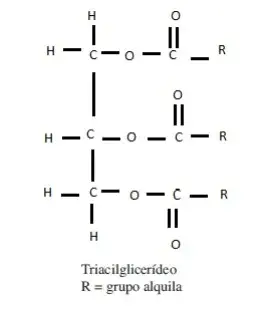 H O
H C O C R
O
H C O C R
H C O C R
H
O
Triacilglicerídeo
R = grupo alquila